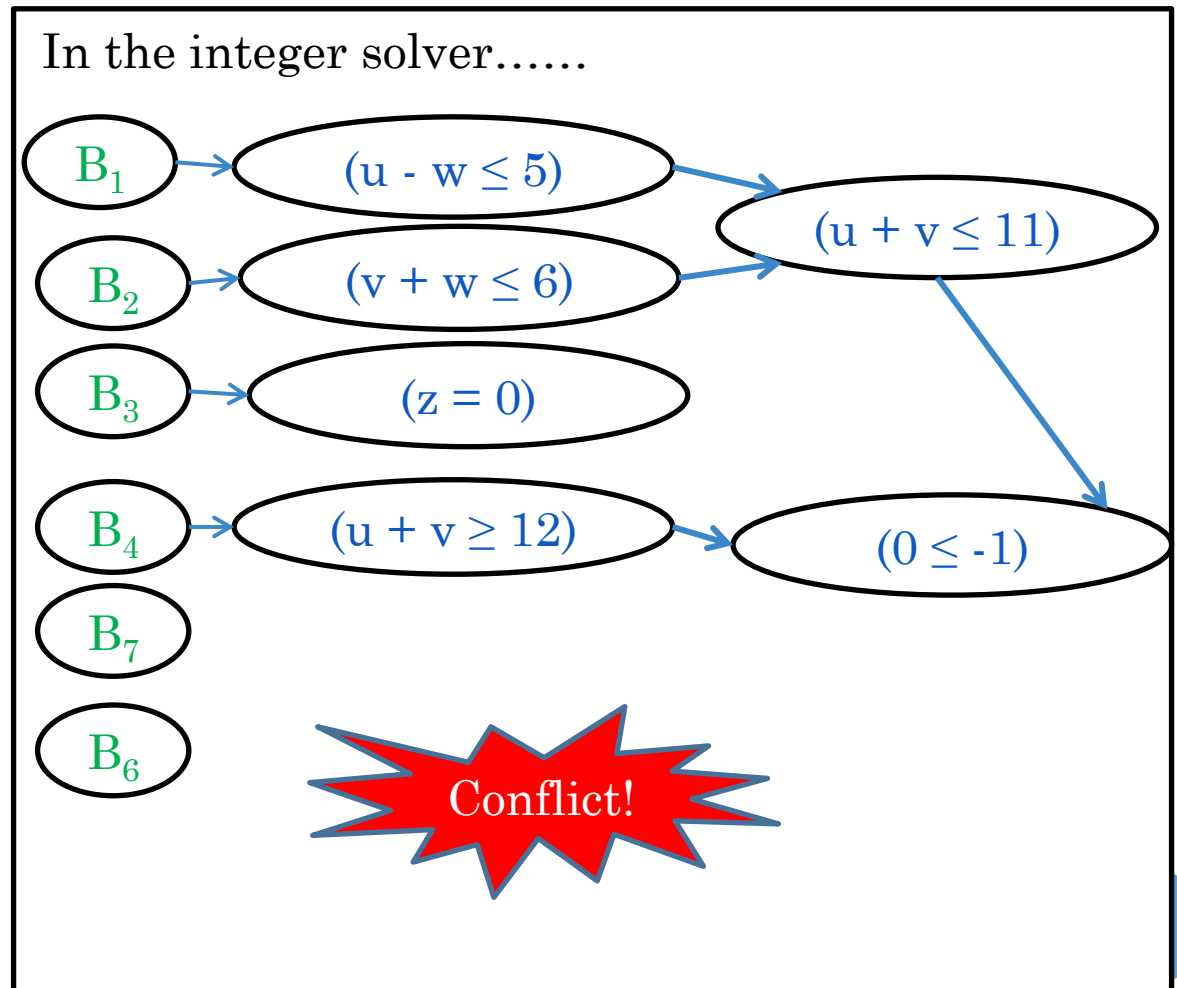 In the integer solver......
B₁ (u - w ≤ 5)
(u + v ≤ 11)
B₂ (v + w ≤ 6)
B₃ (z = 0)
B₄ (u + v ≥ 12) (0 ≤ -1)
B₇
B₆
Conflict!